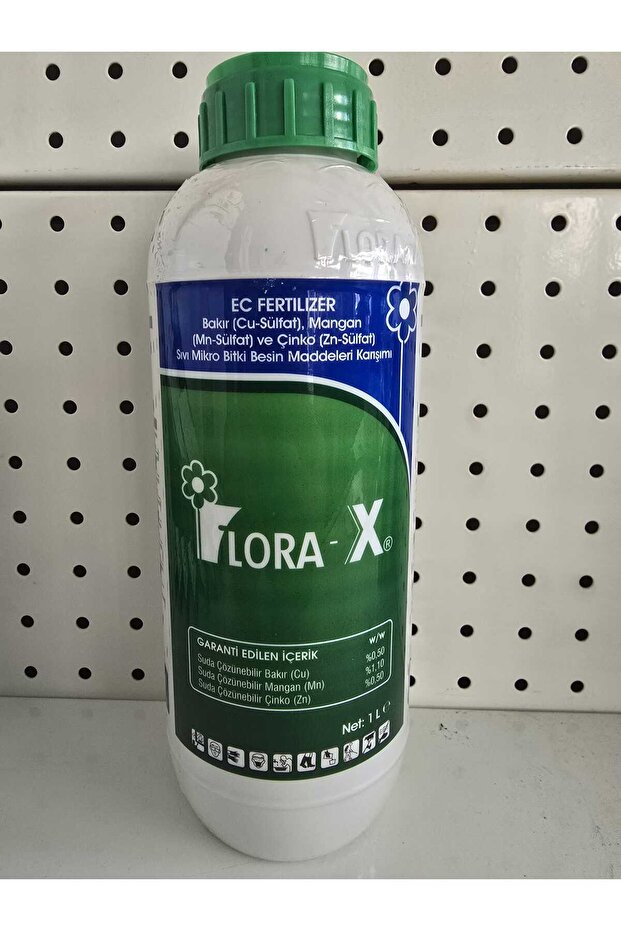 FLORA
EC FERTILIZER
Bakır (Cu-Sülfat), Mangan
(Mn-Sülfat) ve Çinko (Zn-Sülfat)
Sıvı Mikro Bitki Besin Maddeleri Karışımı
FLORA-X®
GARANTİ EDİLEN İÇERİK w/w
Suda Çözünebilir Bakır (Cu) %0.50
Suda Çözünebilir Mangan (Mn) %1.10
Suda Çözünebilir Çinko (Zn) %0.50
Net: 1 L ℮